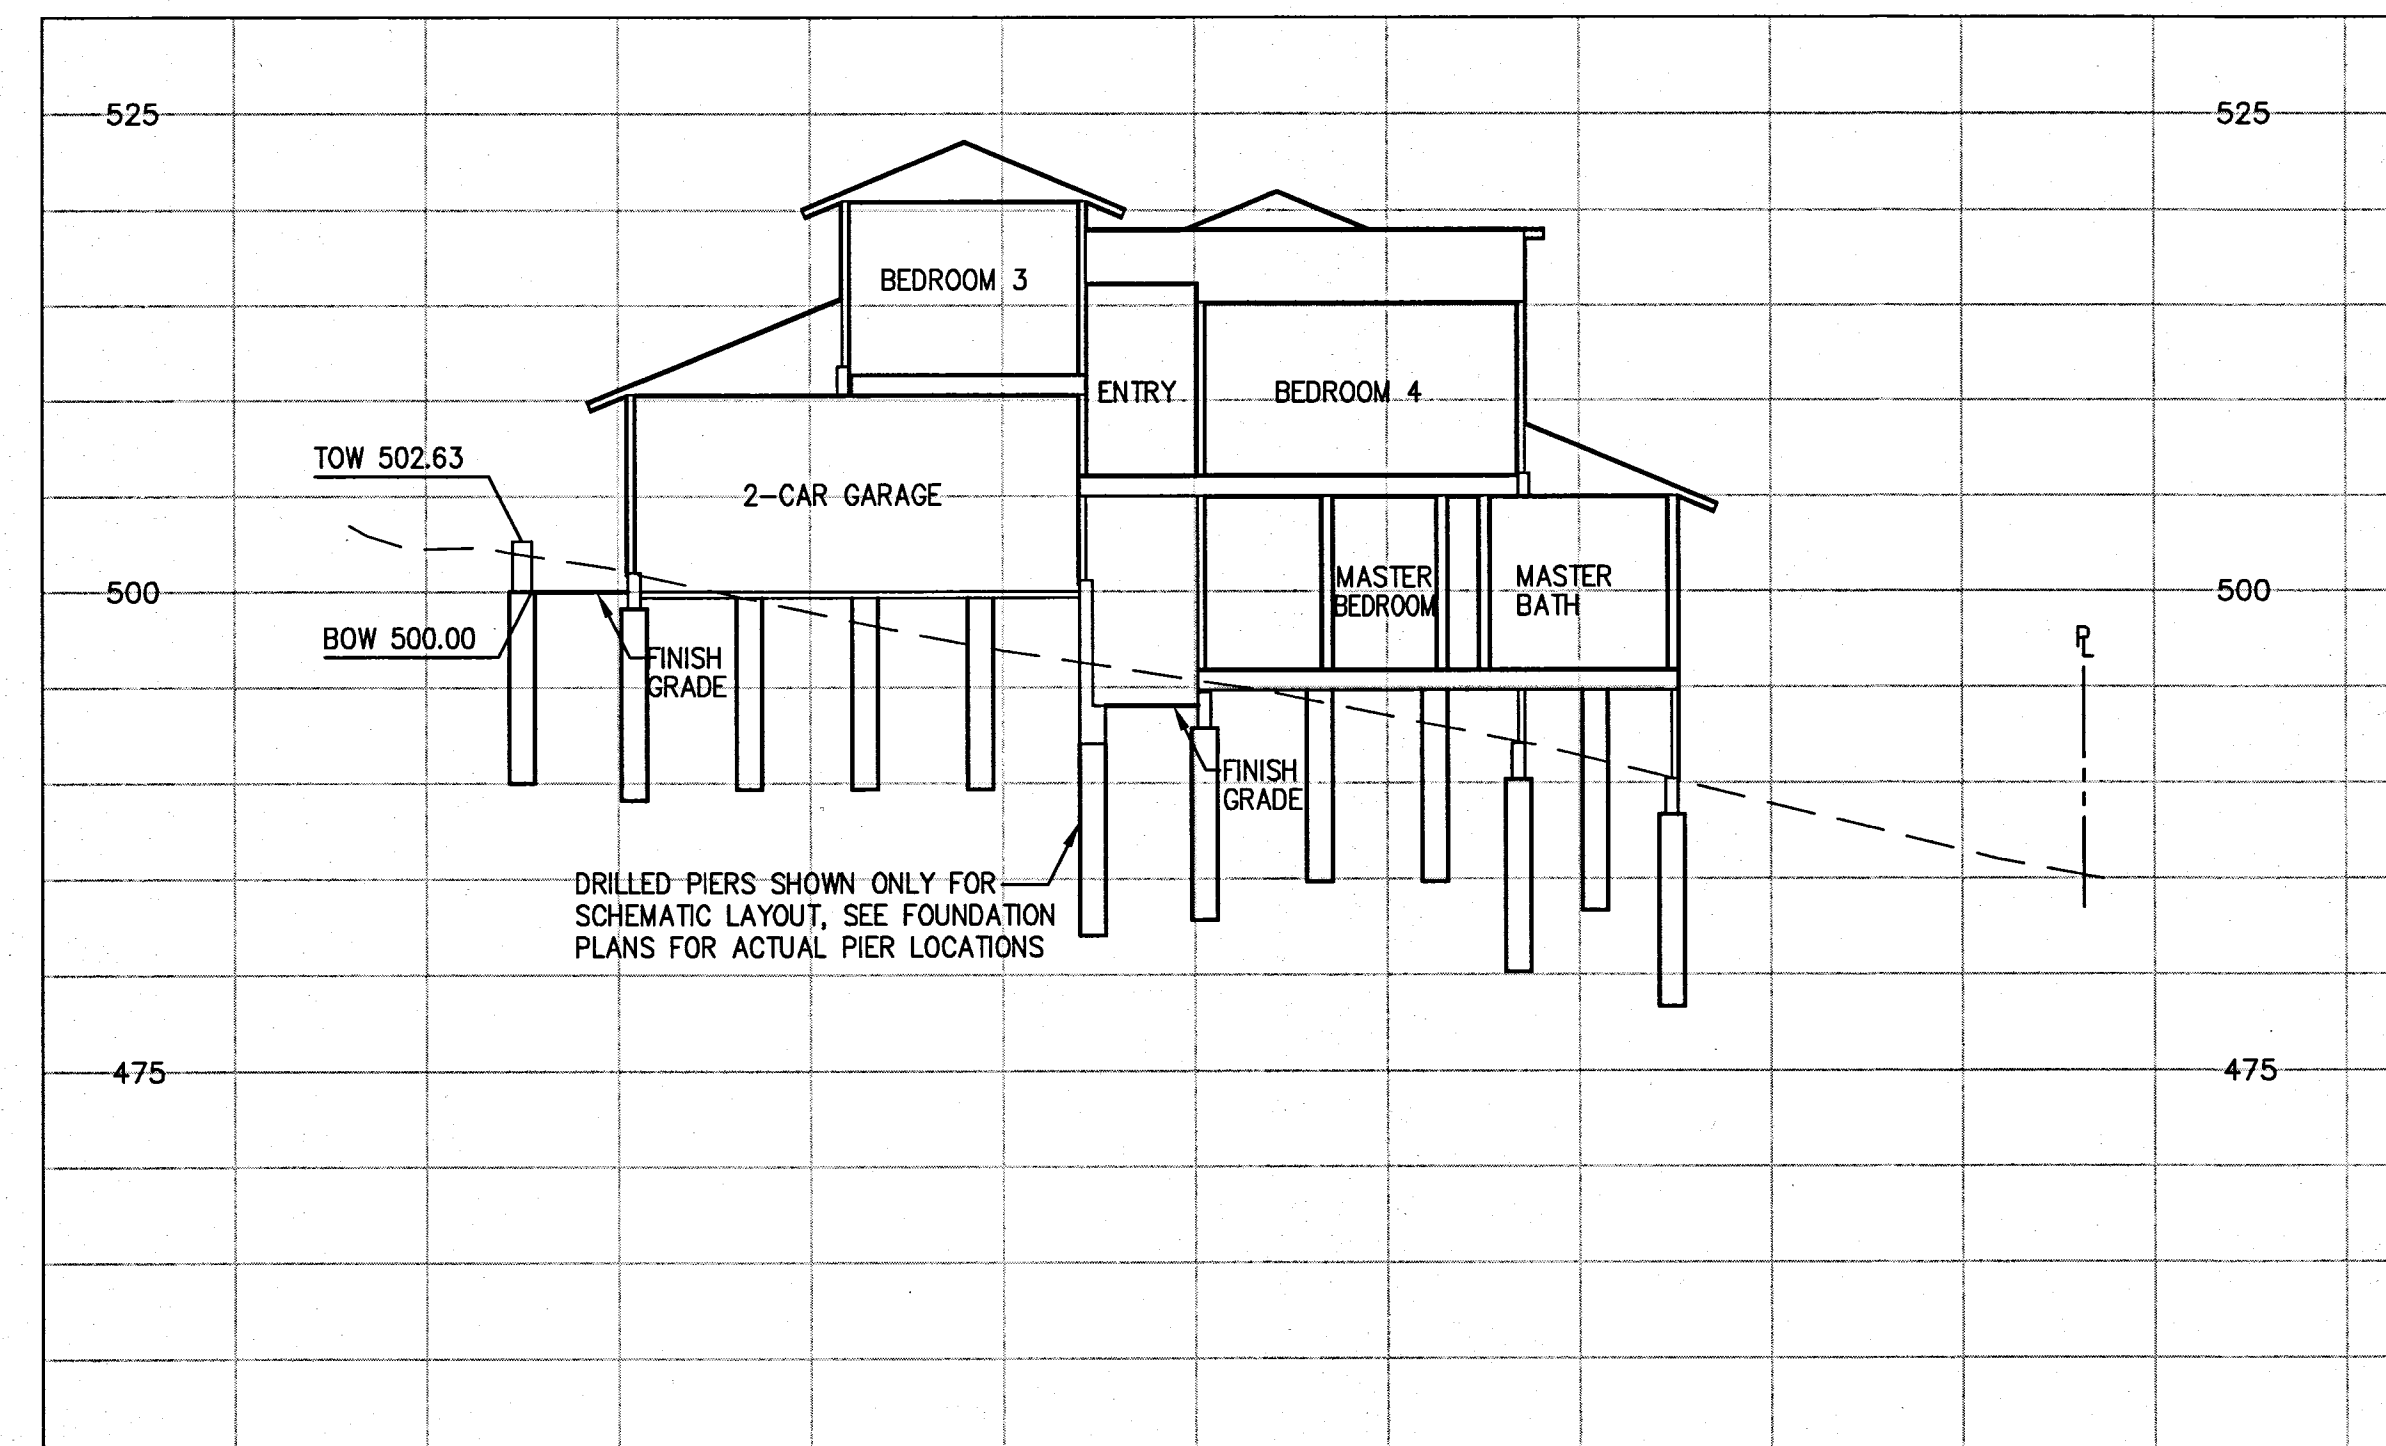 525
525
BEDROOM 3
ENTRY
BEDROOM 4
TOW 502.63
2-CAR GARAGE
500
MASTER
BEDROOM
MASTER
BATH
500
BOW 500.00
FINISH
GRADE
PL
FINISH
GRADE
DRILLED PIERS SHOWN ONLY FOR
SCHEMATIC LAYOUT, SEE FOUNDATION
PLANS FOR ACTUAL PIER LOCATIONS
475
475